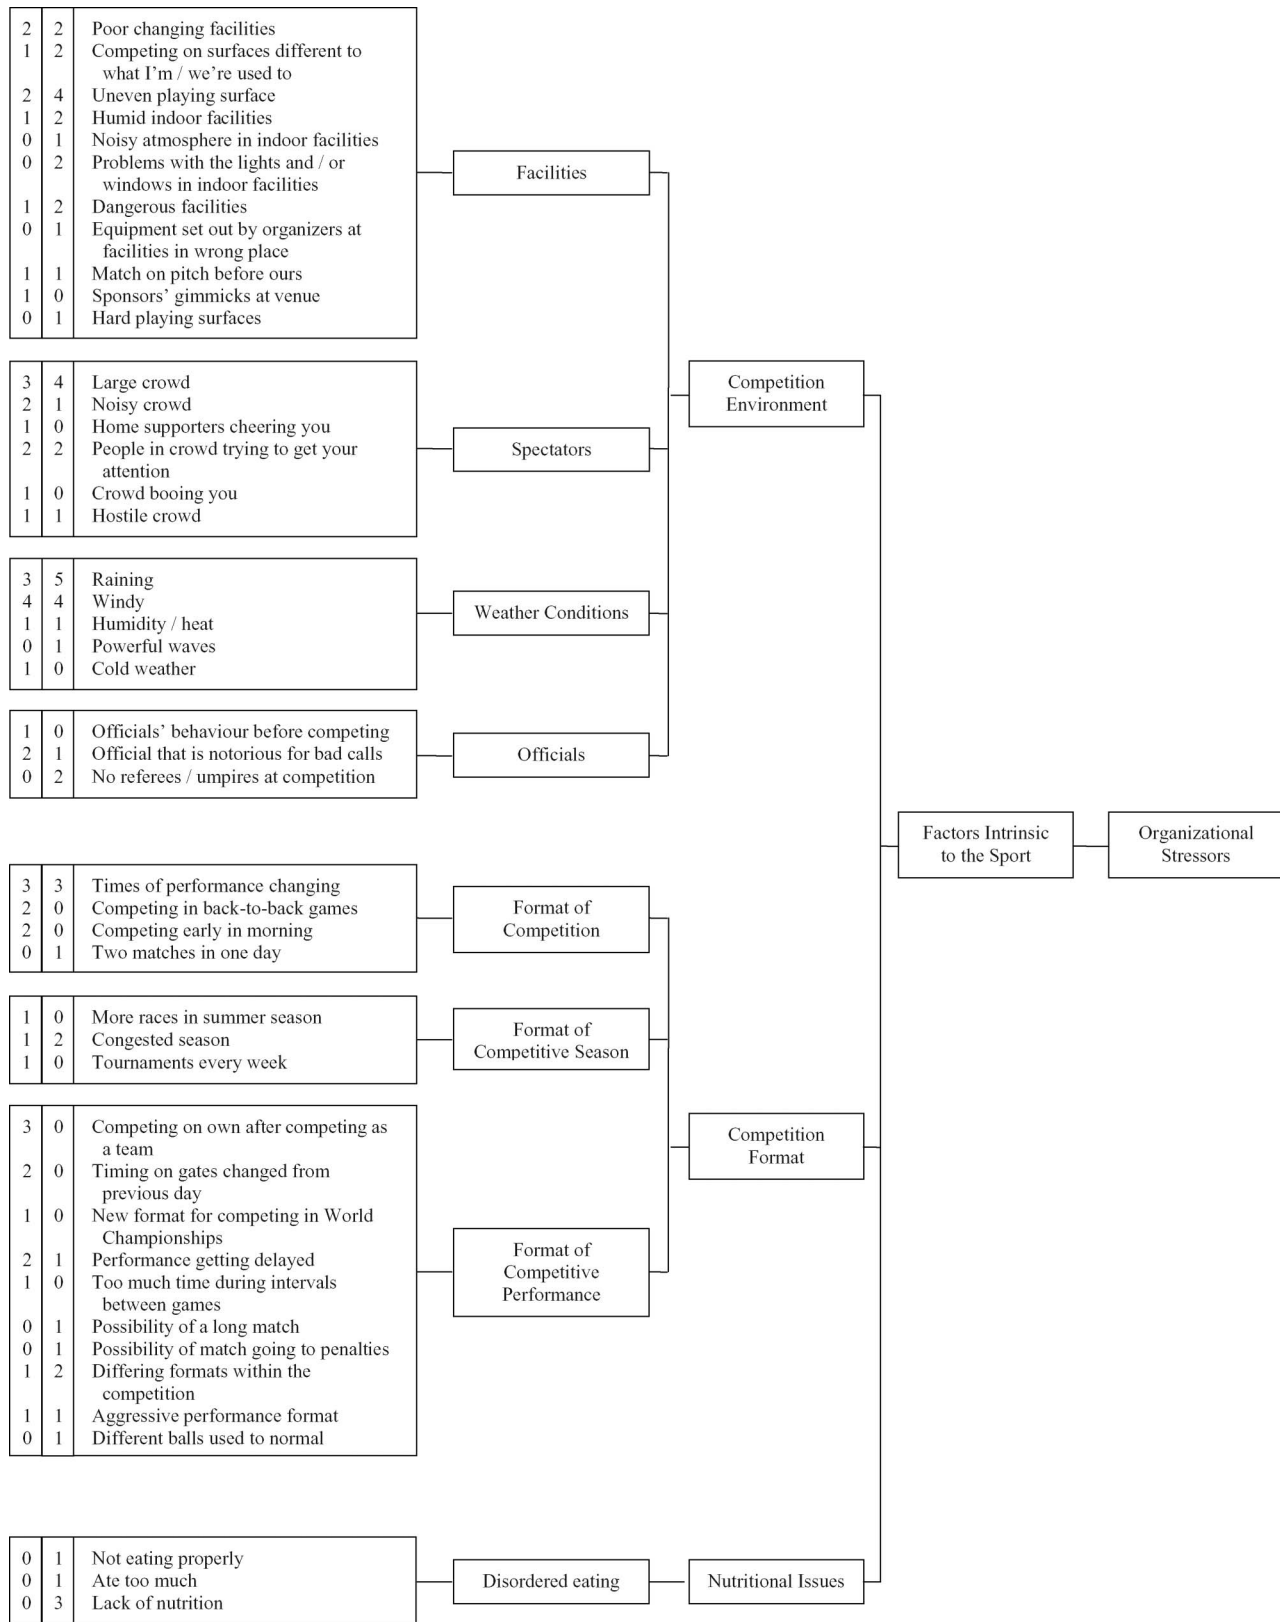 2 2 Poor changing facilities
1 2 Competing on surfaces different to
what I'm / we're used to
2 4 Uneven playing surface
1 2 Humid indoor facilities
0 1 Noisy atmosphere in indoor facilities
0 2 Problems with the lights and / or
windows in indoor facilities
1 2 Dangerous facilities
0 1 Equipment set out by organizers at
facilities in wrong place
1 1 Match on pitch before ours
1 0 Sponsors' gimmicks at venue
0 1 Hard playing surfaces
Facilities
3 4 Large crowd
2 1 Noisy crowd
1 0 Home supporters cheering you
2 2 People in crowd trying to get your
attention
1 0 Crowd booing you
1 1 Hostile crowd
Spectators
Competition
Environment
3 5 Raining
4 4 Windy
1 1 Humidity / heat
0 1 Powerful waves
1 0 Cold weather
Weather Conditions
1 0 Officials' behaviour before competing
2 1 Official that is notorious for bad calls
0 2 No referees / umpires at competition
Officials
Factors Intrinsic
to the Sport
Organizational
Stressors
3 3 Times of performance changing
2 0 Competing in back-to-back games
2 0 Competing early in morning
0 1 Two matches in one day
Format of
Competition
1 0 More races in summer season
1 2 Congested season
1 0 Tournaments every week
Format of
Competitive Season
3 0 Competing on own after competing as
a team
2 0 Timing on gates changed from
previous day
1 0 New format for competing in World
Championships
2 1 Performance getting delayed
1 0 Too much time during intervals
between games
0 1 Possibility of a long match
0 1 Possibility of match going to penalties
1 2 Differing formats within the
competition
1 1 Aggressive performance format
0 1 Different balls used to normal
Format of
Competitive
Performance
Competition
Format
0 1 Not eating properly
0 1 Ate too much
0 3 Lack of nutrition
Disordered eating
Nutritional Issues